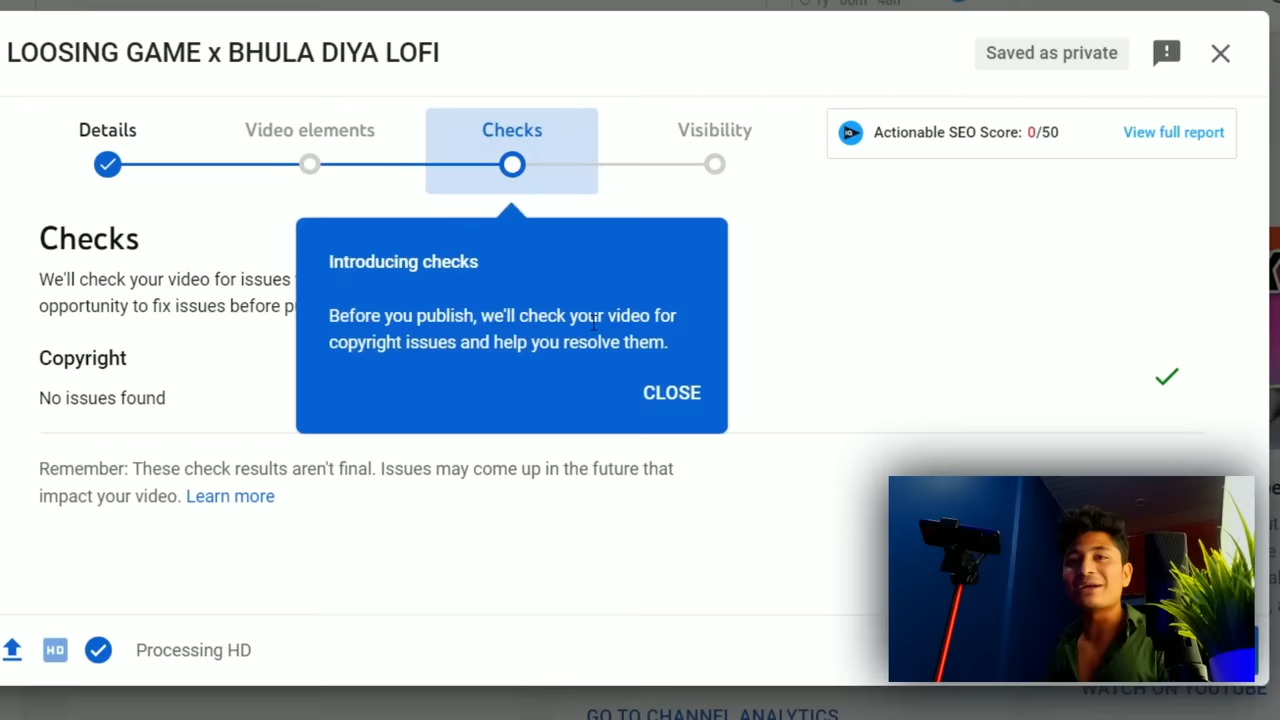 LOOSING GAME x BHULA DIYA LOFI
Saved as private
Details
Video elements
Checks
Visibility
Actionable SEO Score: 0/50
View full report
Checks
We'll check your video for issues
opportunity to fix issues before p
Introducing checks
Before you publish, we'll check your video for
copyright issues and help you resolve them.
CLOSE
Copyright
No issues found
Remember: These check results aren't final. Issues may come up in the future that
impact your video. Learn more
HD
Processing HD
WATCH ON YOUTUBE
GO TO CHANNEL ANALYTICS